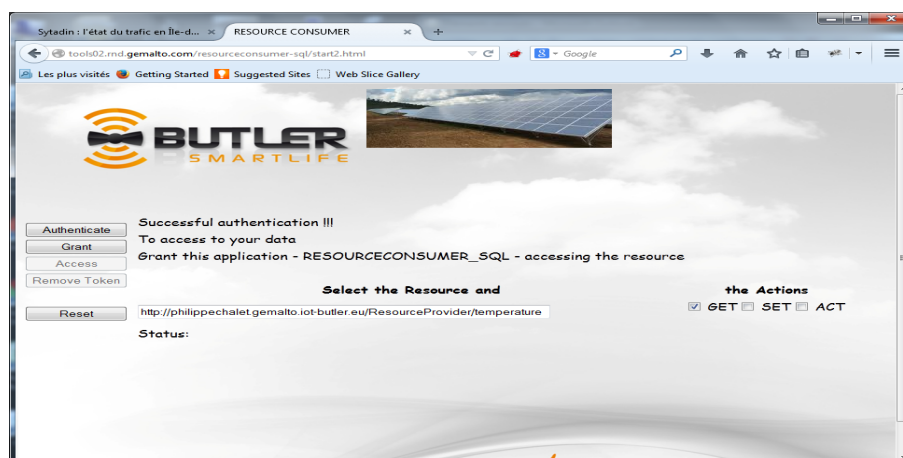 Sytadin : l'état du trafic en Île-d...
RESOURCE CONSUMER
tools02.rnd.gemalto.com/resourceconsumer-sql/start2.html
Google
Les plus visités Getting Started Suggested Sites Web Slice Gallery
BUTLER
SMARTLIFE
Authenticate
Grant
Access
Remove Token
Reset
Successful authentication !!!
To access to your data
Grant this application - RESOURCECONSUMER_SQL - accessing the resource
Select the Resource and the Actions
http://philippechalet.gemalto.iot-butler.eu/ResourceProvider/temperature GET SET ACT
Status: